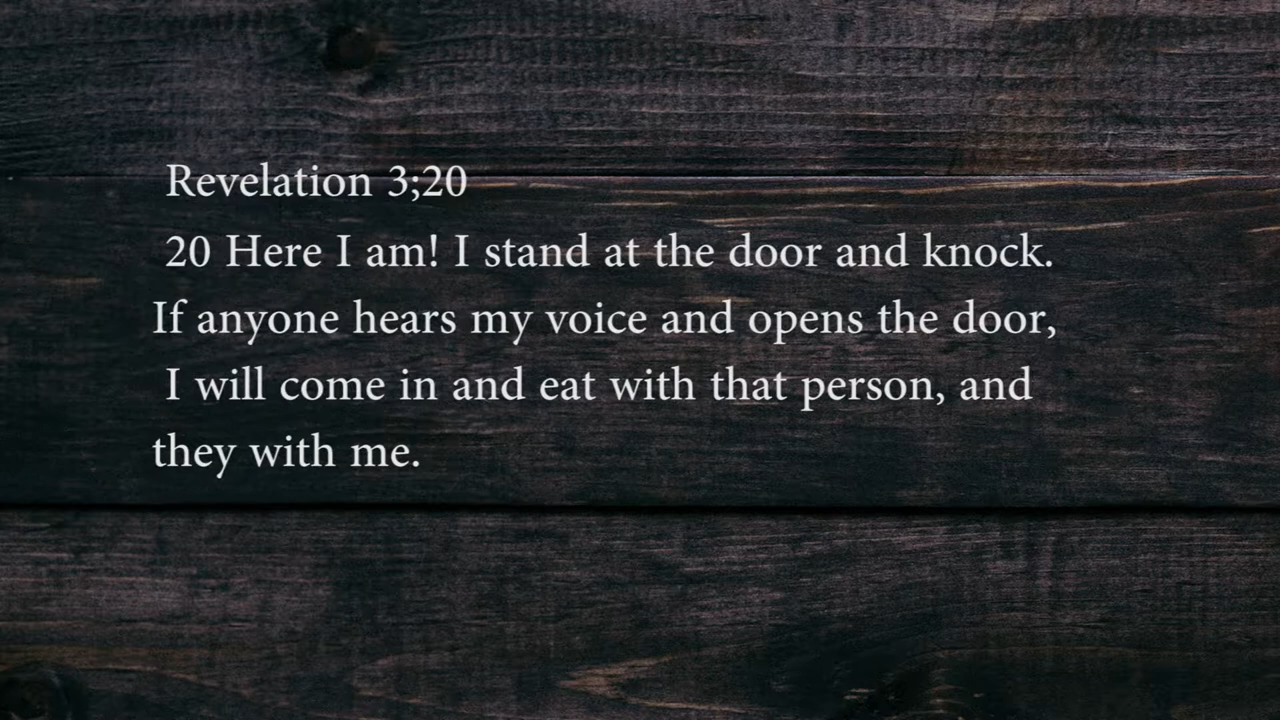 Revelation 3;20
20 Here I am! I stand at the door and knock.
If anyone hears my voice and opens the door,
I will come in and eat with that person, and
they with me.